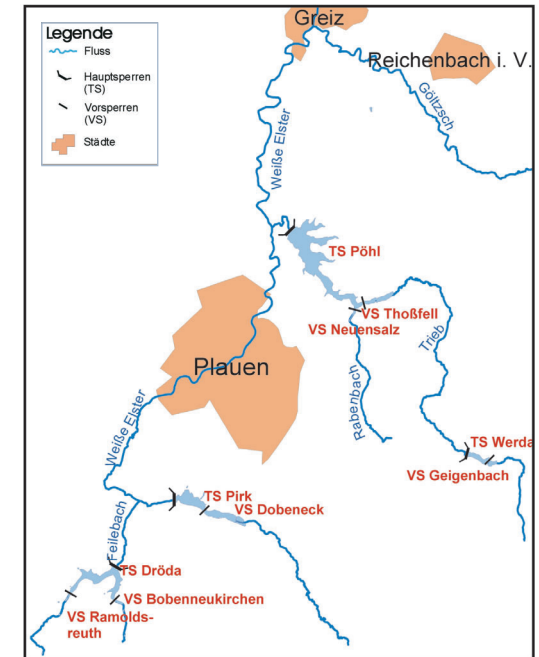 Greiz
Legende
Fluss
Hauptsperren
(TS)
Vorsperren
(VS)
Städte
Reichenbach i. V.
Göltzsch
Weiße Elster
TS Pöhl
VS Thoßfell
VS Neuensalz
Trieb
Plauen
Rabenbach
Weiße Elster
TS Werda
VS Geigenbach
TS Pirk
VS Dobeneck
Feilebach
TS Dröda
VS Bobenneukirchen
VS Ramolds-
reuth